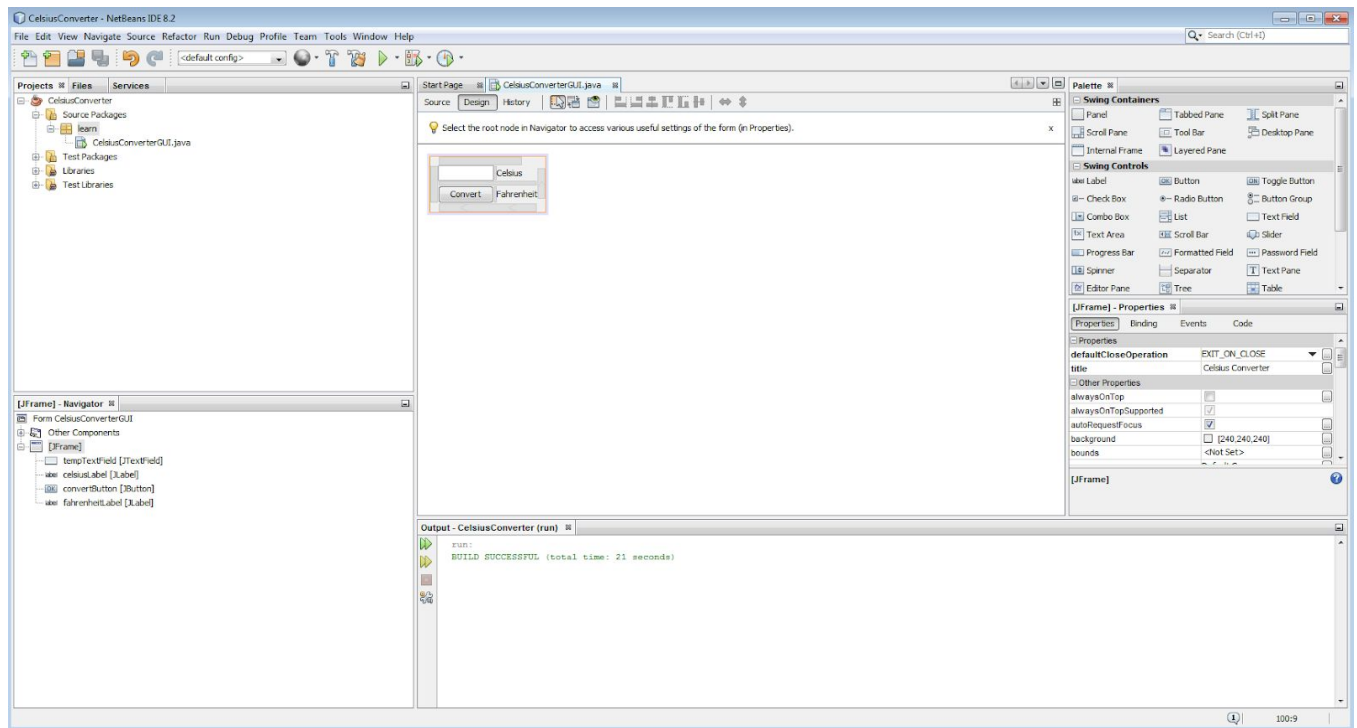 CelsiusConverter - NetBeans IDE 8.2
File Edit View Navigate Source Refactor Run Debug Profile Team Tools Window Help
Search (Ctrl+I)
<default config>
Projects Files Services
CelsiusConverter
Source Packages
learn
CelsiusConverterGUI.java
Test Packages
Libraries
Test Libraries
[JFrame] - Navigator
Form CelsiusConverterGUI
Other Components
[JFrame]
tempTextField [JTextField]
label celsiusLabel [JLabel]
OK convertButton [JButton]
label fahrenheitLabel [JLabel]
Start Page CelsiusConverterGUI.java
Source Design History
Select the root node in Navigator to access various useful settings of the form (in Properties). x
Celsius
Convert Fahrenheit
Output - CelsiusConverter (run)
run:
BUILD SUCCESSFUL (total time: 21 seconds)
Palette
Swing Containers
Panel Tabbed Pane Split Pane
Scroll Pane Tool Bar Desktop Pane
Internal Frame Layered Pane
Swing Controls
label Label OK Button ON Toggle Button
Check Box Radio Button Button Group
Combo Box List Text Field
Text Area Scroll Bar Slider
Progress Bar Formatted Field Password Field
Spinner Separator Text Pane
Editor Pane Tree Table
[JFrame] - Properties
Properties Binding Events Code
Properties
defaultCloseOperation EXIT_ON_CLOSE
title Celsius Converter
Other Properties
alwaysOnTop
alwaysOnTopSupported
autoRequestFocus
background [240,240,240]
bounds <Not Set>
[JFrame]
1 100:9